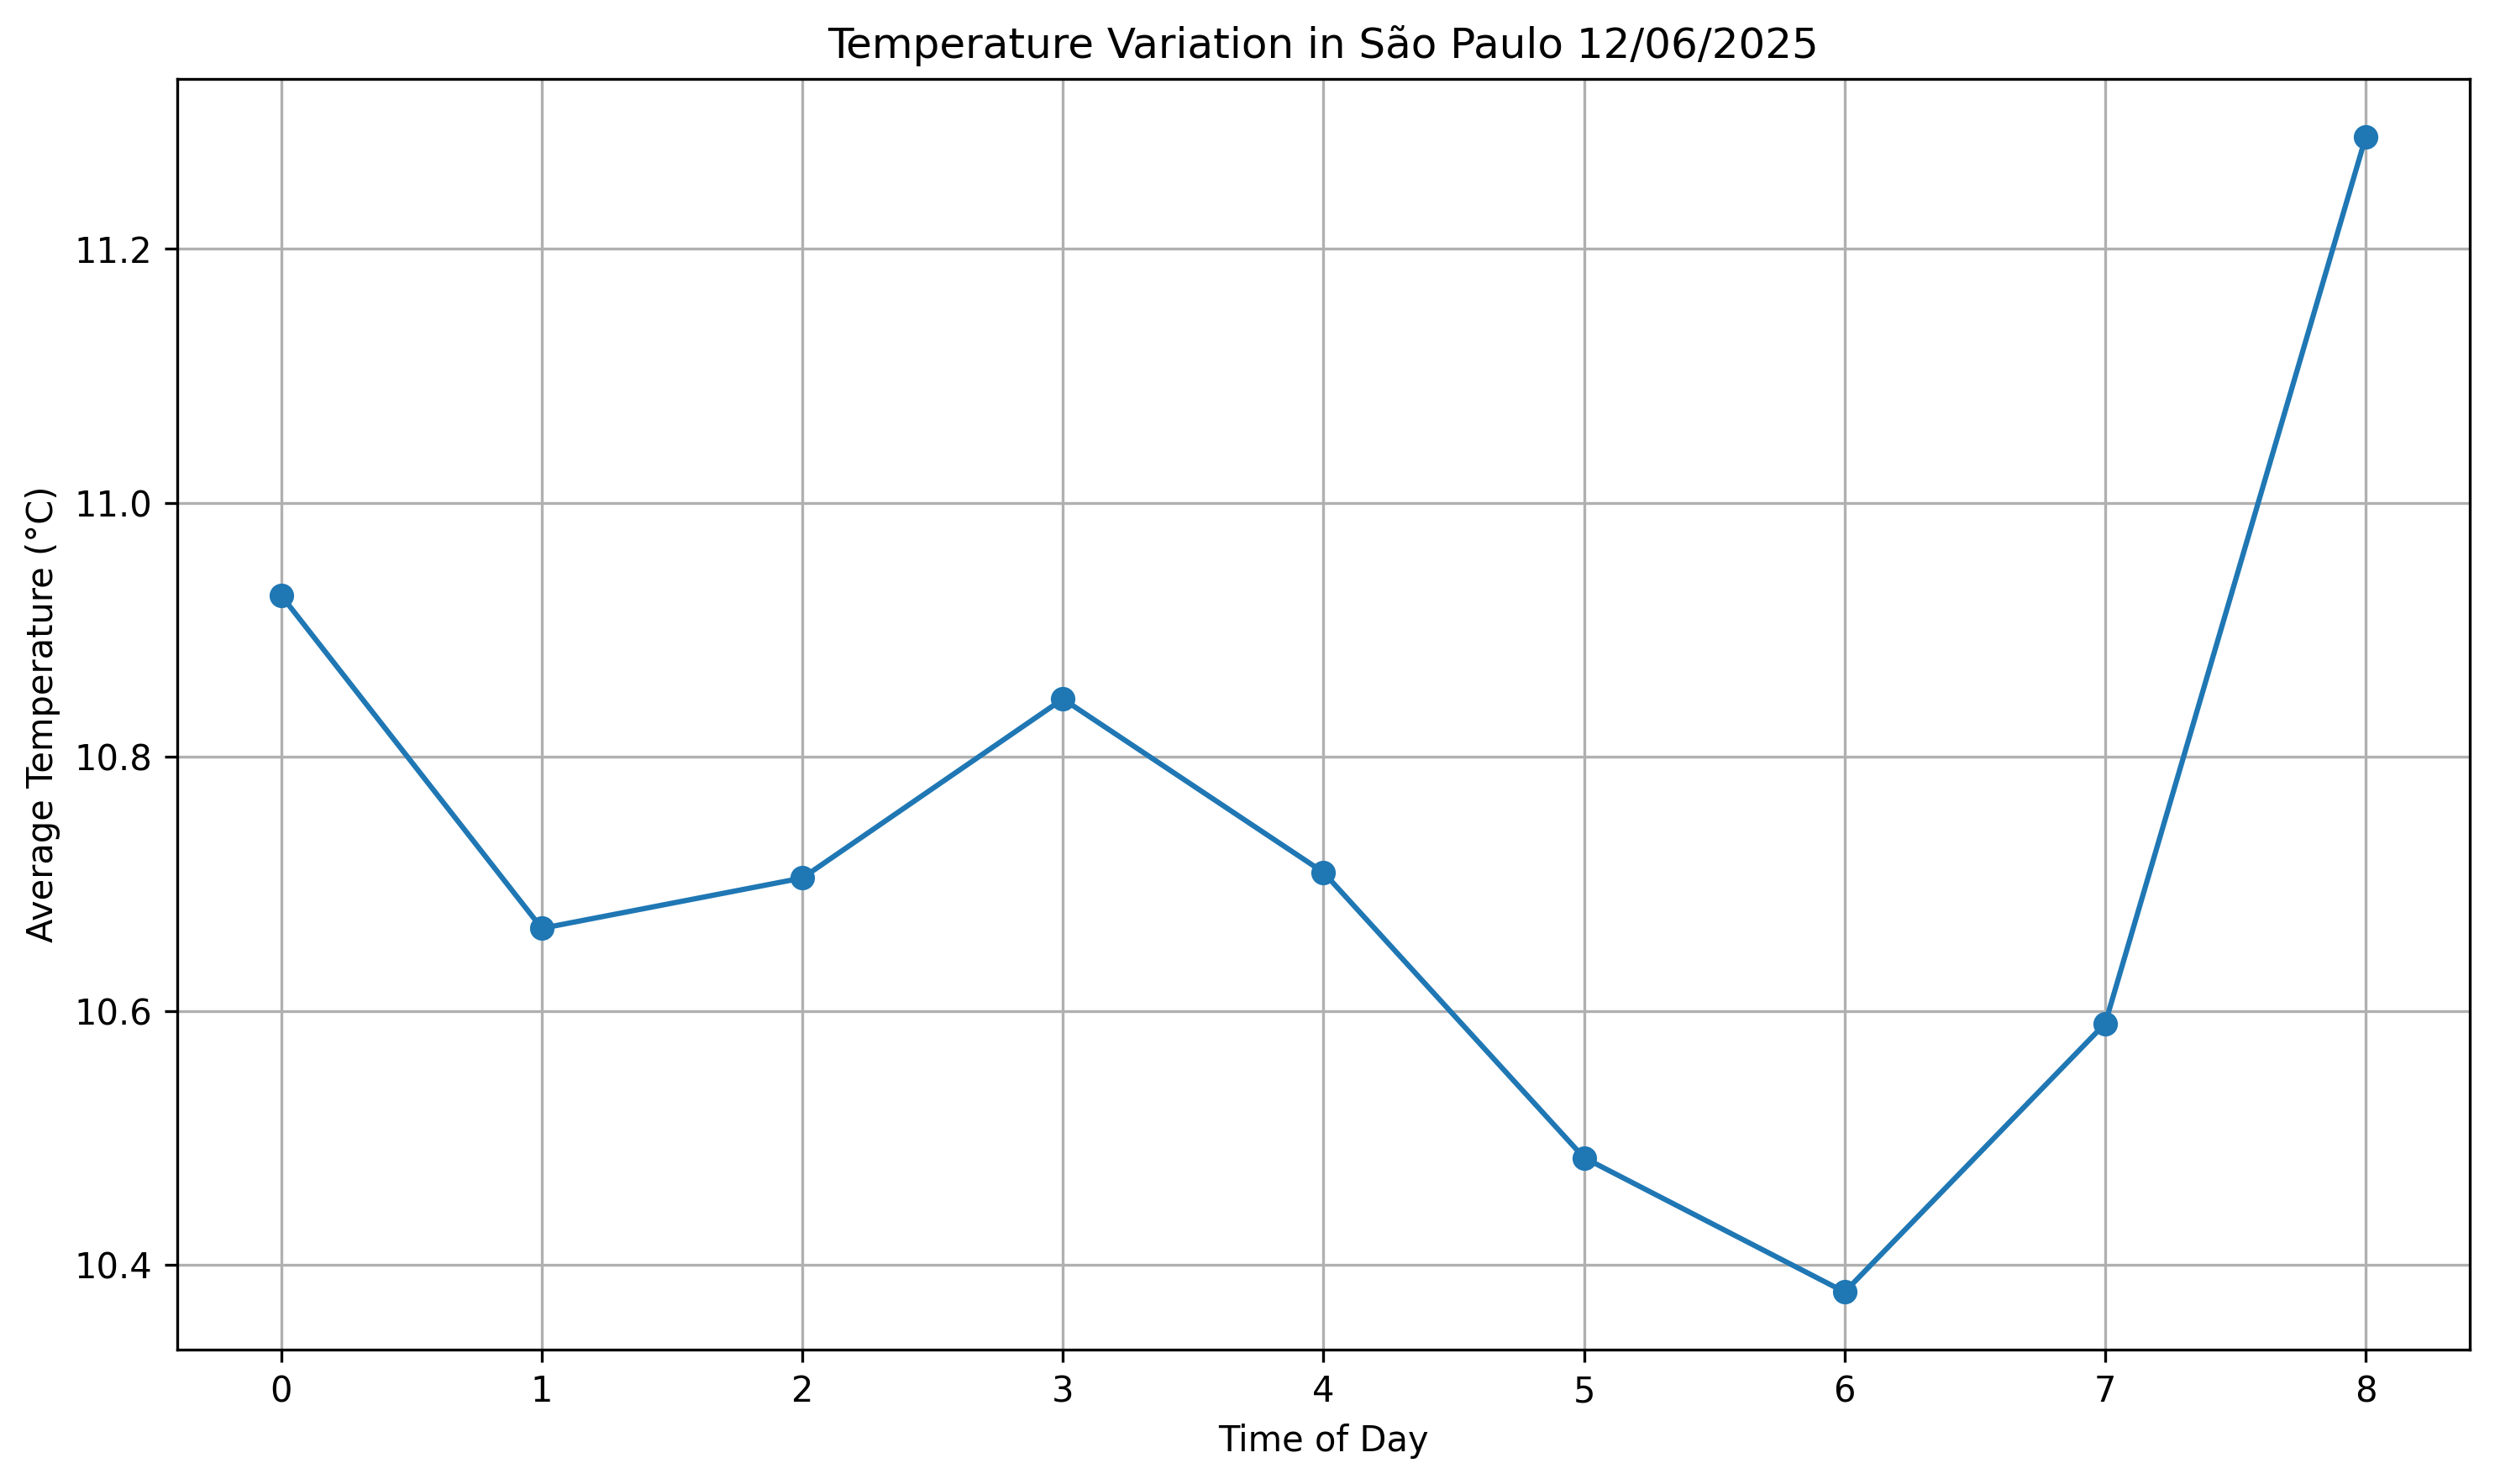 Temperature Variation in São Paulo 12/06/2025
Average Temperature (°C)
11.2
11.0
10.8
10.6
10.4
0 1 2 3 4 5 6 7 8
Time of Day